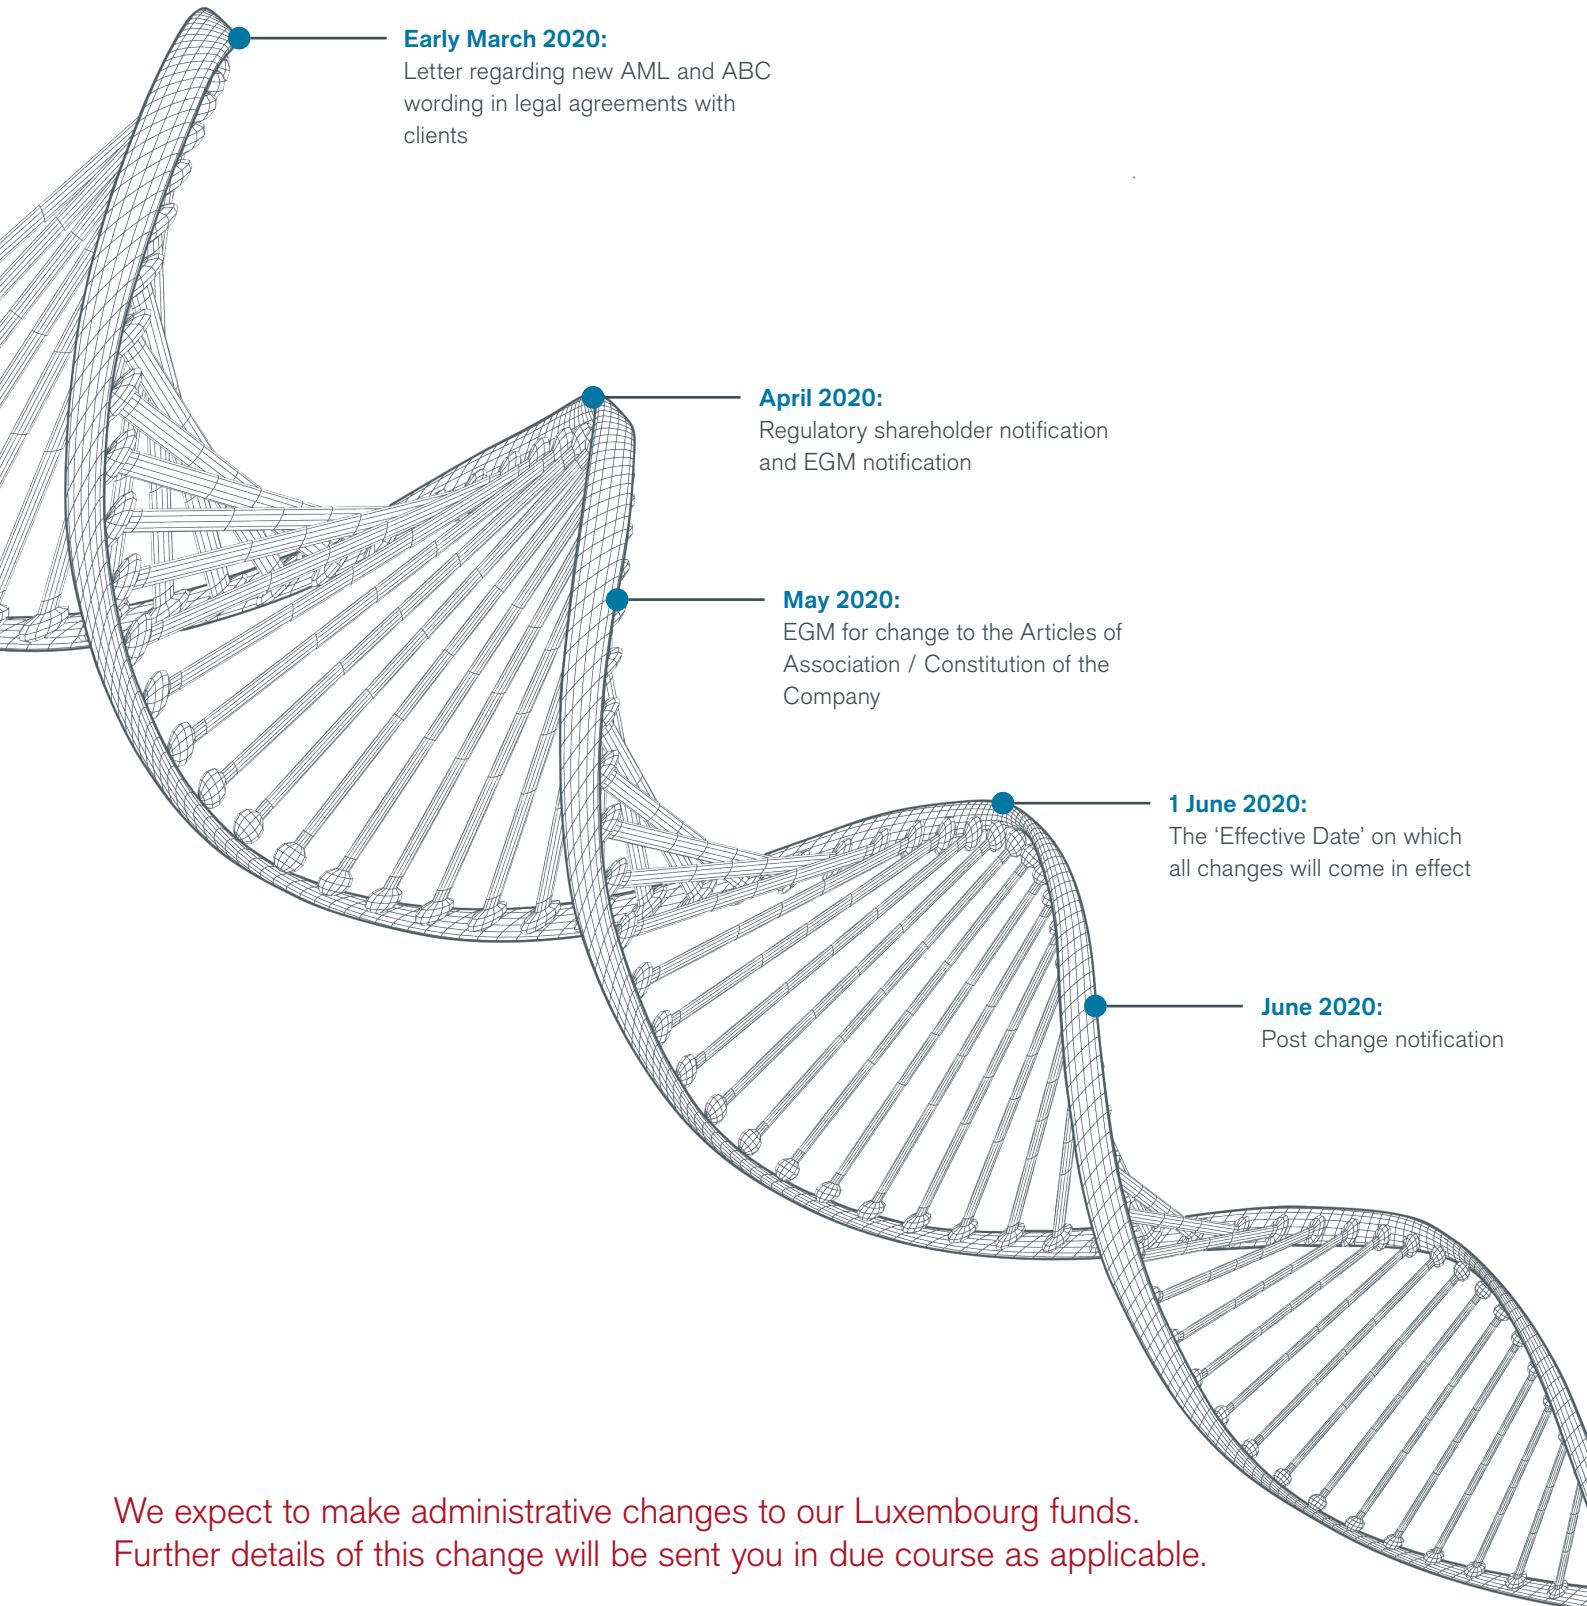 Early March 2020:
Letter regarding new AML and ABC
wording in legal agreements with
clients
April 2020:
Regulatory shareholder notification
and EGM notification
May 2020:
EGM for change to the Articles of
Association / Constitution of the
Company
1 June 2020:
The ‘Effective Date’ on which
all changes will come in effect
June 2020:
Post change notification
We expect to make administrative changes to our Luxembourg funds.
Further details of this change will be sent you in due course as applicable.